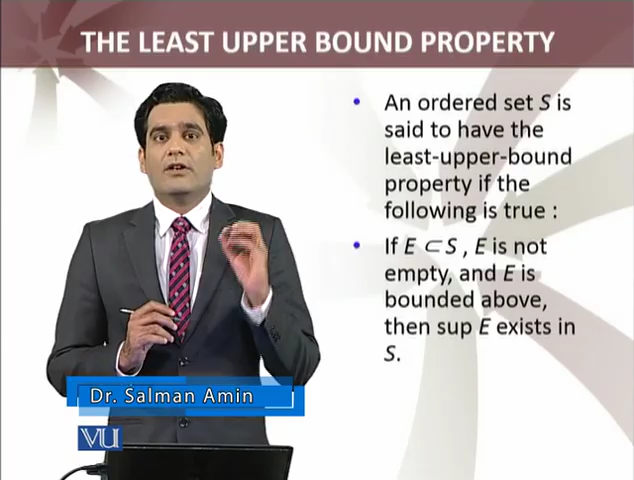 THE LEAST UPPER BOUND PROPERTY
• An ordered set S is
said to have the
least-upper-bound
property if the
following is true :
• If E ⊂ S , E is not
empty, and E is
bounded above,
then sup E exists in
S.
Dr. Salman Amin
VU